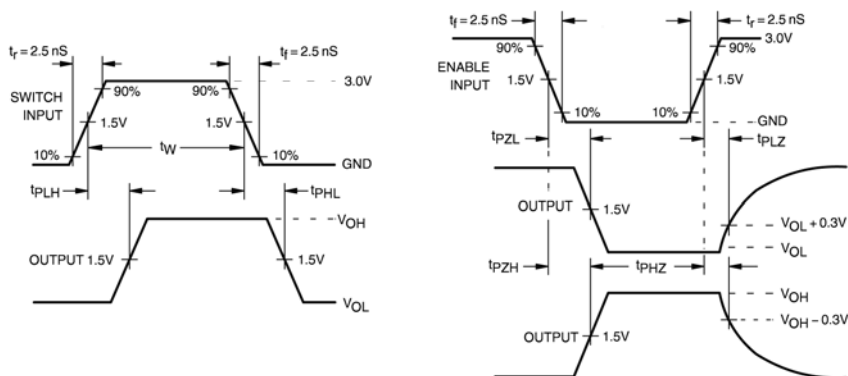 tr = 2.5 nS
tf = 2.5 nS
SWITCH
INPUT
90%
90%
3.0V
1.5V
1.5V
10%
tW
10%
GND
tPLH
tPHL
VOH
OUTPUT 1.5V
1.5V
VOL
tf = 2.5 nS
tr = 2.5 nS
3.0V
90%
90%
ENABLE
INPUT
1.5V
1.5V
10%
10%
GND
tPZL
tPLZ
OUTPUT
1.5V
VOL + 0.3V
VOL
tPZH
tPHZ
VOH
VOH – 0.3V
OUTPUT
1.5V